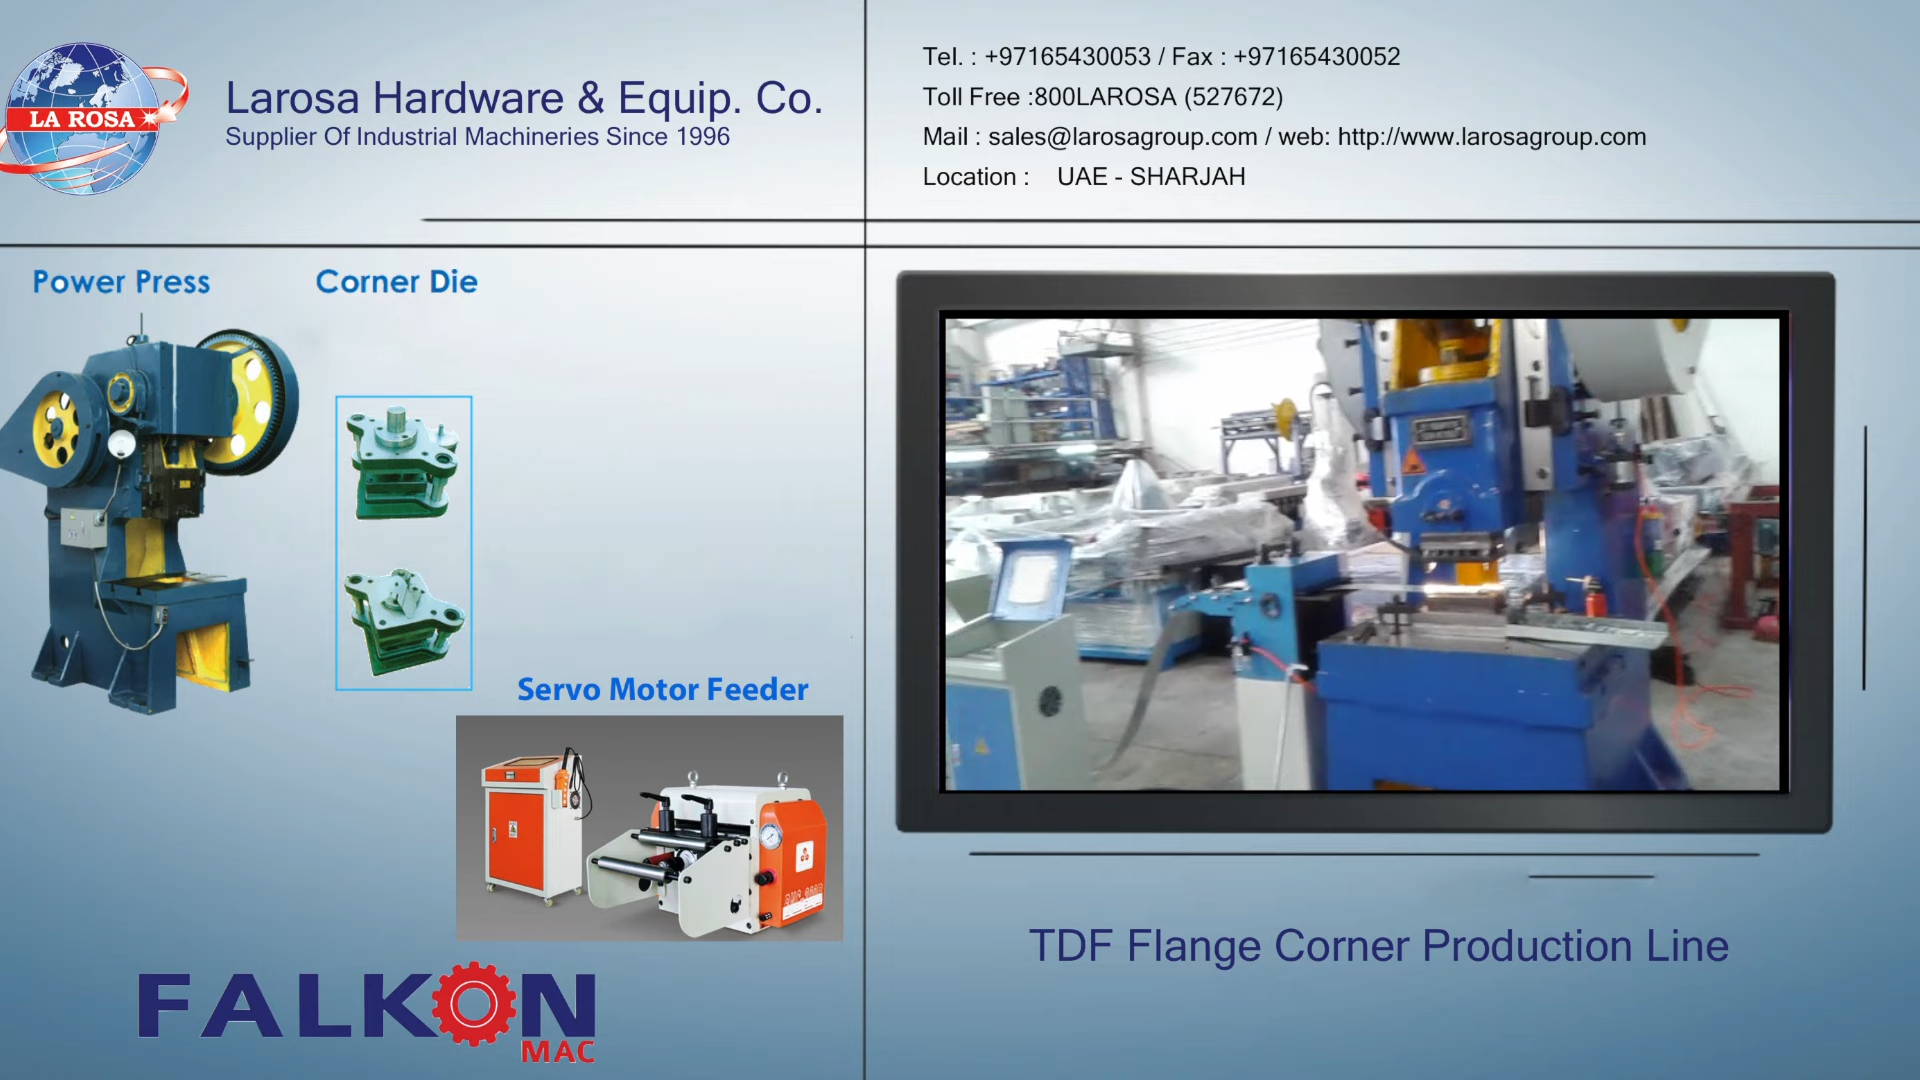 LA ROSA
Larosa Hardware & Equip. Co.
Supplier Of Industrial Machineries Since 1996
Tel. : +97165430053 / Fax : +97165430052
Toll Free :800LAROSA (527672)
Mail : sales@larosagroup.com / web: http://www.larosagroup.com
Location : UAE - SHARJAH
Power Press
Corner Die
Servo Motor Feeder
TDF Flange Corner Production Line
FALKON
MAC